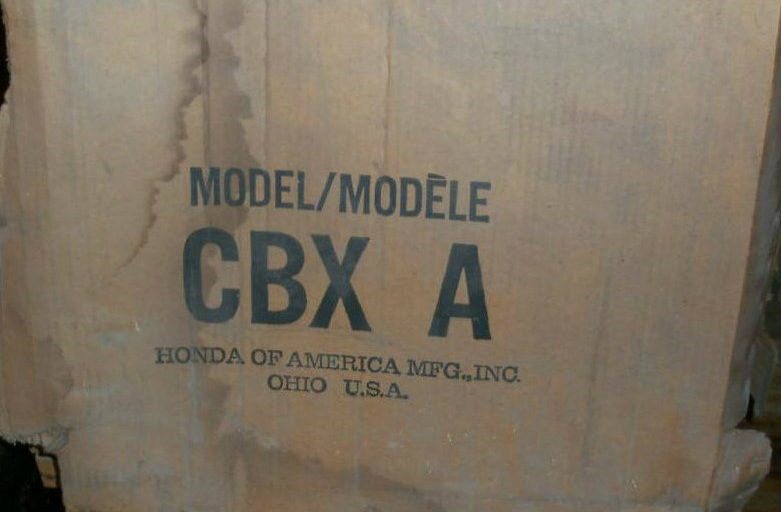 MODEL/MODÈLE
CBX A
HONDA OF AMERICA MFG., INC.
OHIO U.S.A.